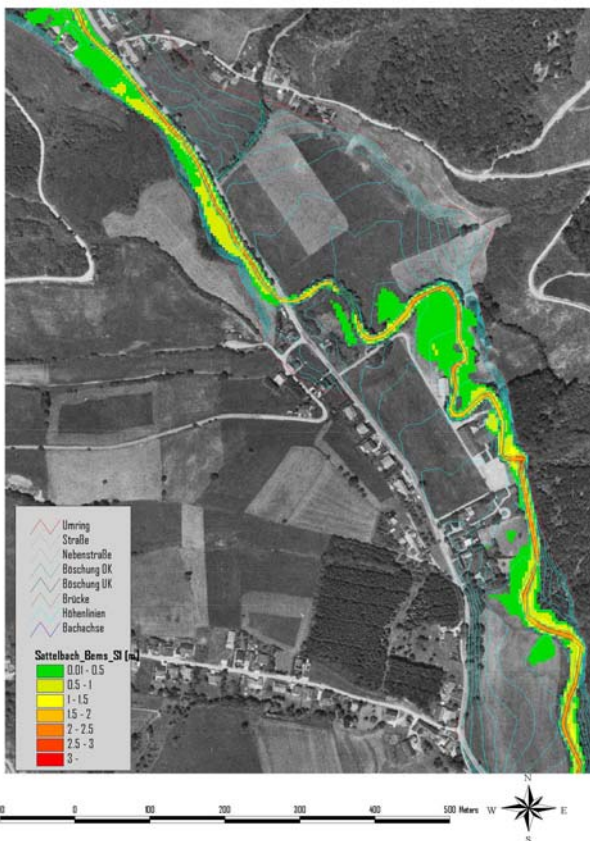 Umring
Straße
Nebenstraße
Böschung OK
Böschung UK
Brücke
Höhenlinien
Bachachse
Sattelbach_Bems_S1 [m]
0.01 - 0.5
0.5 - 1
1 - 1.5
1.5 - 2
2 - 2.5
2.5 - 3
3 -
0 100 200 300 400 500 Meters
N
W E
S